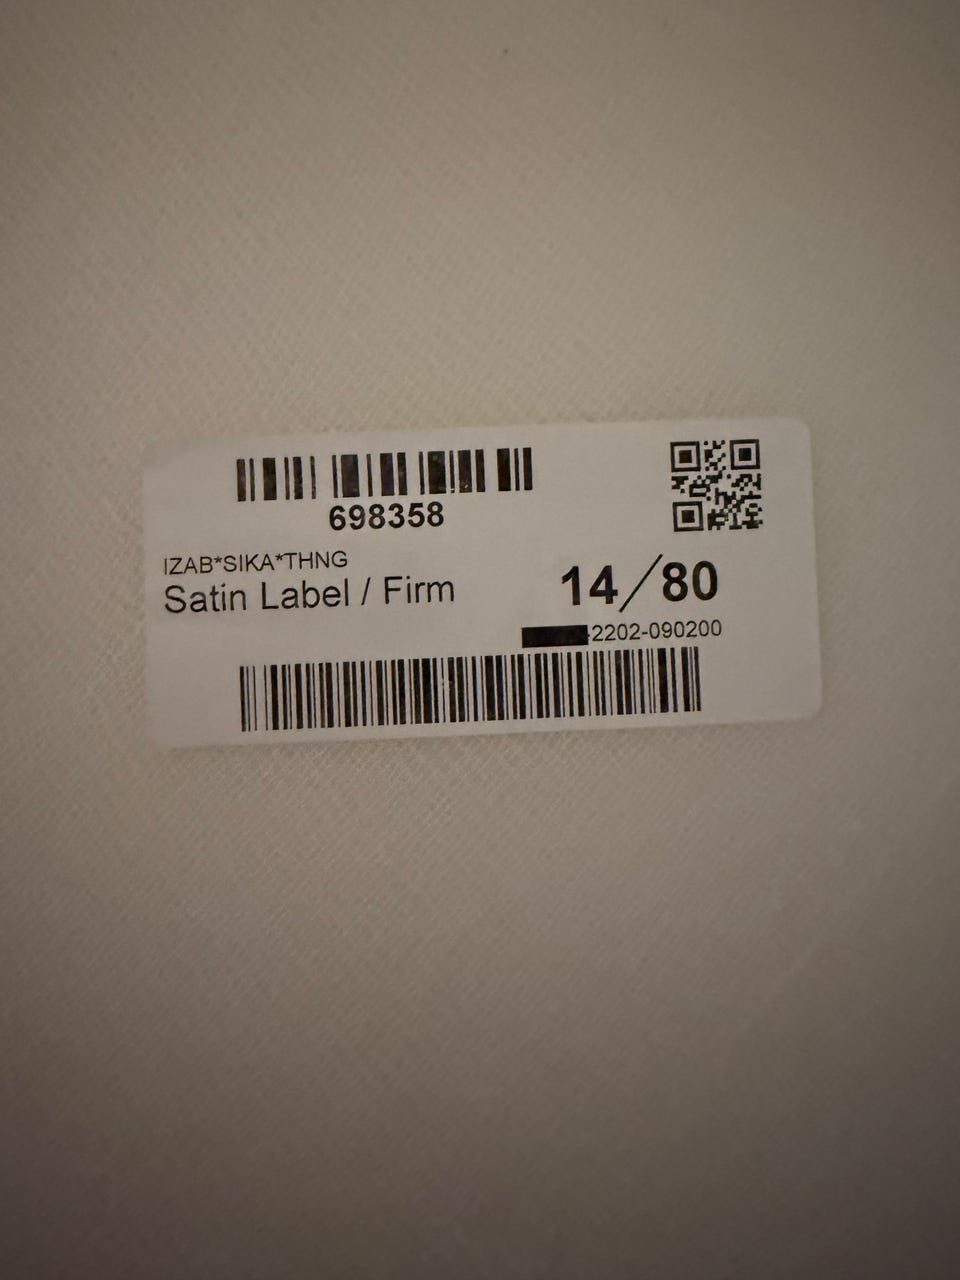 698358
IZAB*SIKA*THNG
Satin Label / Firm
14/80
2202-090200